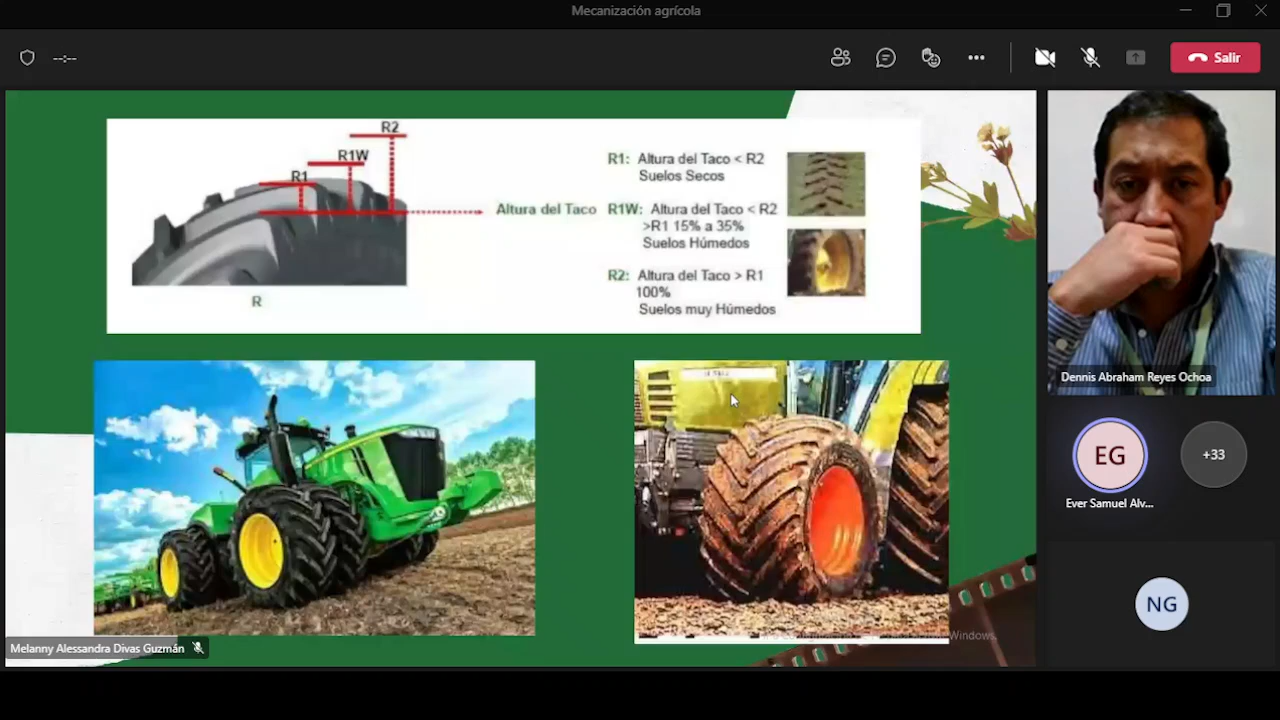 Mecanización agrícola
--:--
Salir
R2
R1W
R1
Altura del Taco
R
R1: Altura del Taco < R2
Suelos Secos
R1W: Altura del Taco < R2
>R1 15% a 35%
Suelos Húmedos
R2: Altura del Taco > R1
100%
Suelos muy Húmedos
Dennis Abraham Reyes Ochoa
EG
+33
Ever Samuel Alv...
NG
Melanny Alessandra Divas Guzmán
Windows.